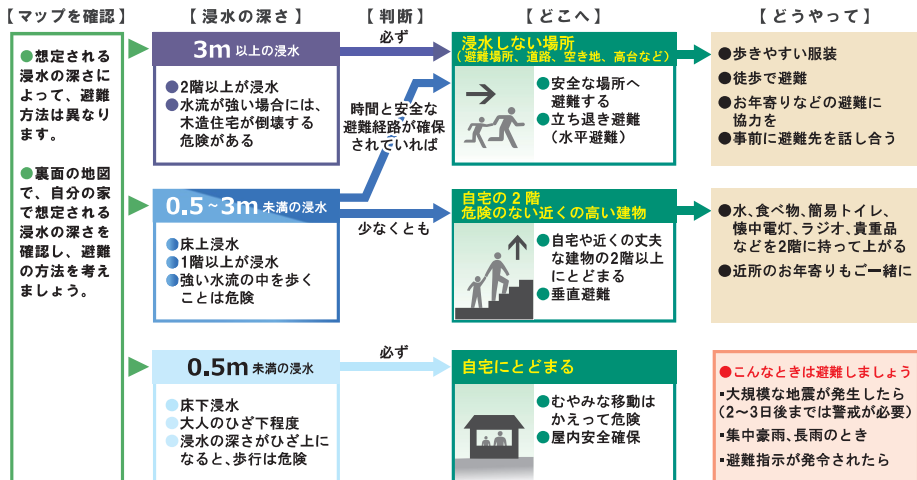 【マップを確認】
【浸水の深さ】
【判断】
【どこへ】
【どうやって】
●想定される
浸水の深さに
よって、避難
方法は異なり
ます。
●裏面の地図
で、自分の家
で想定される
浸水の深さを
確認し、避難
の方法を考え
ましょう。
3m以上の浸水
●2階以上が浸水
●水流が強い場合には、
木造住宅が倒壊する
危険がある
必ず
時間と安全な
避難経路が確保
されていれば
浸水しない場所
(避難場所、道路、空き地、高台など)
●安全な場所へ
避難する
●立ち退き避難
(水平避難)
●歩きやすい服装
●徒歩で避難
●お年寄りなどの避難に
協力を
●事前に避難先を話し合う
0.5~3m未満の浸水
●床上浸水
●1階以上が浸水
●強い水流の中を歩く
ことは危険
少なくとも
自宅の2階
危険のない近くの高い建物
●自宅や近くの丈夫
な建物の2階以上
にとどまる
●垂直避難
●水、食べ物、簡易トイレ、
懐中電灯、ラジオ、貴重品
などを2階に持って上がる
●近所のお年寄りもご一緒に
0.5m未満の浸水
●床下浸水
●大人のひざ下程度
●浸水の深さがひざ上に
なると、歩行は危険
必ず
自宅にとどまる
●むやみな移動は
かえって危険
●屋内安全確保
●こんなときは避難しましょう
▪大規模な地震が発生したら
(2~3日後までは警戒が必要)
▪集中豪雨、長雨のとき
▪避難指示が発令されたら